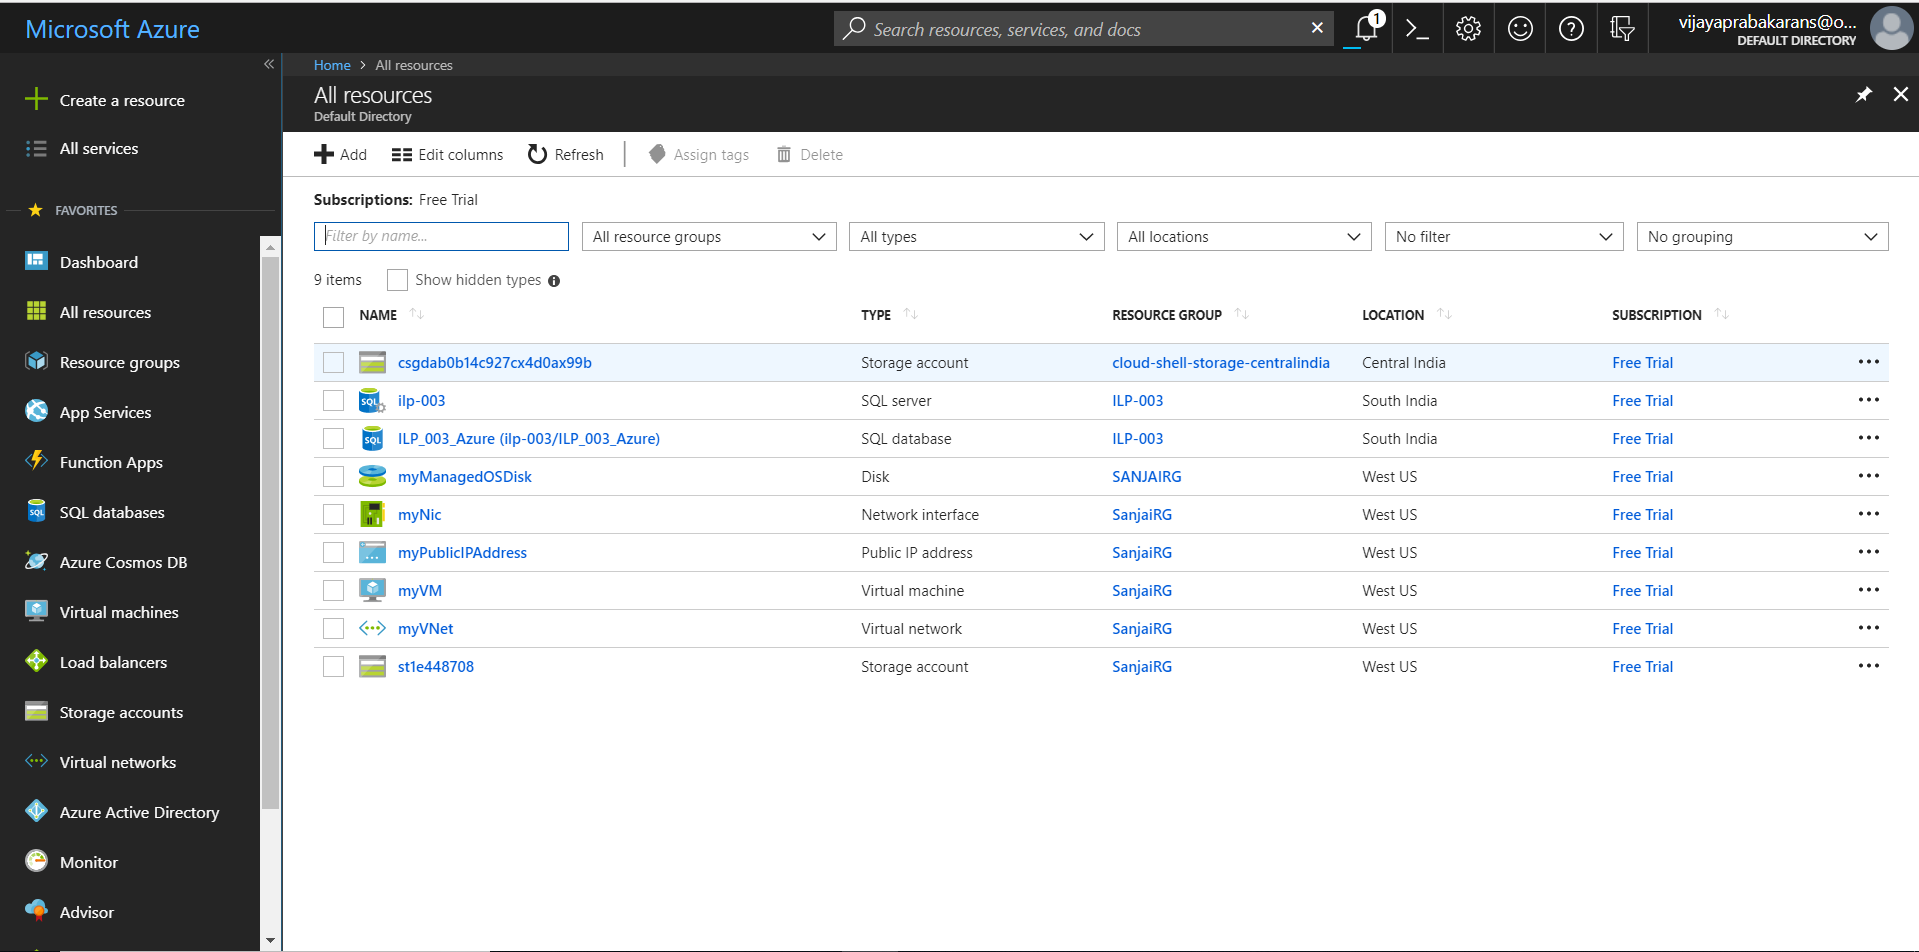 Microsoft Azure
Search resources, services, and docs
1
vijayaprabakarans@o...
DEFAULT DIRECTORY
Create a resource
All services
FAVORITES
Dashboard
All resources
Resource groups
App Services
Function Apps
SQL databases
Azure Cosmos DB
Virtual machines
Load balancers
Storage accounts
Virtual networks
Azure Active Directory
Monitor
Advisor
Home > All resources
All resources
Default Directory
Add Edit columns Refresh Assign tags Delete
Subscriptions: Free Trial
Filter by name... All resource groups All types All locations No filter No grouping
9 items Show hidden types
NAME TYPE RESOURCE GROUP LOCATION SUBSCRIPTION
csgdab0b14c927cx4d0ax99b Storage account cloud-shell-storage-centralindia Central India Free Trial
SQL ilp-003 SQL server ILP-003 South India Free Trial
SQL ILP_003_Azure (ilp-003/ILP_003_Azure) SQL database ILP-003 South India Free Trial
myManagedOSDisk Disk SANJAIRG West US Free Trial
myNic Network interface SanjaiRG West US Free Trial
myPublicIPAddress Public IP address SanjaiRG West US Free Trial
myVM Virtual machine SanjaiRG West US Free Trial
myVNet Virtual network SanjaiRG West US Free Trial
st1e448708 Storage account SanjaiRG West US Free Trial